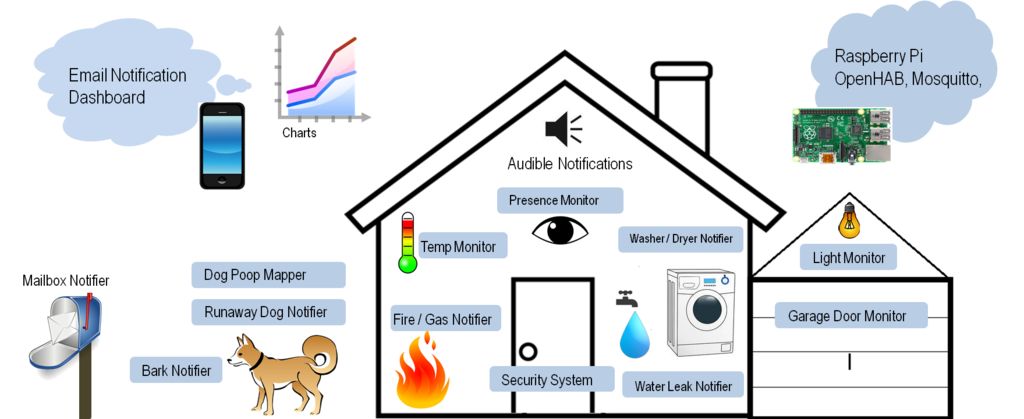 Email Notification
Dashboard
Charts
Raspberry Pi
OpenHAB, Mosquitto,
Audible Notifications
Presence Monitor
Temp Monitor
Washer / Dryer Notifier
Light Monitor
Mailbox Notifier
Dog Poop Mapper
Runaway Dog Notifier
Bark Notifier
Fire / Gas Notifier
Garage Door Monitor
Security System
Water Leak Notifier